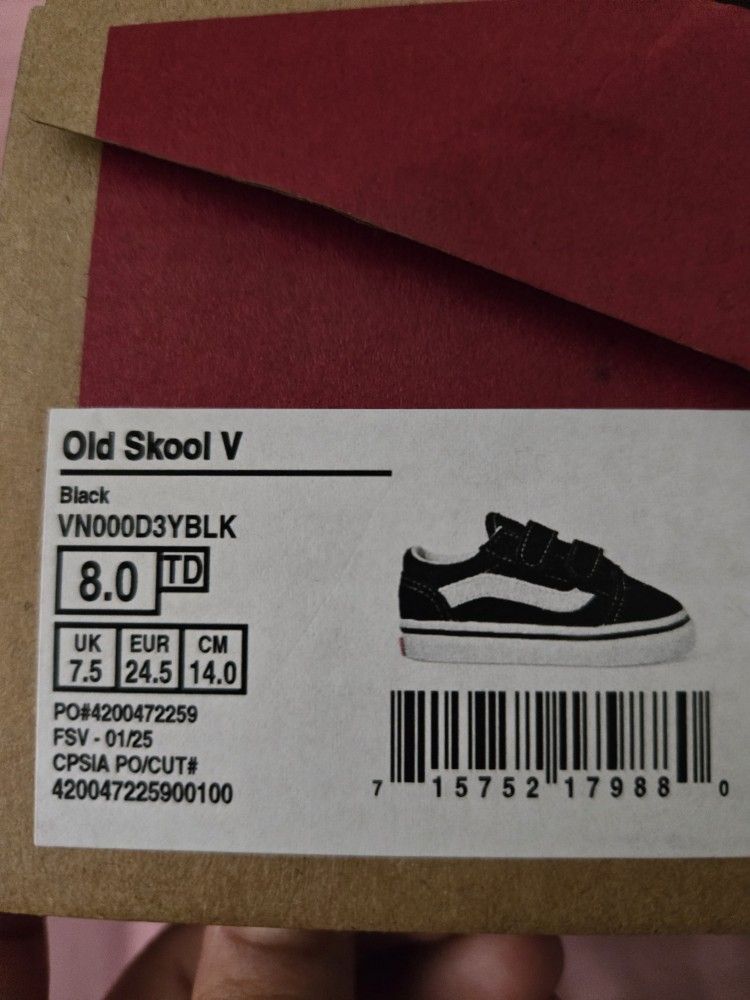 Old Skool V
Black
VN000D3YBLK
8.0 TD
UK EUR CM
7.5 24.5 14.0
PO#4200472259
FSV - 01/25
CPSIA PO/CUT#
420047225900100
7 15752 17988 0